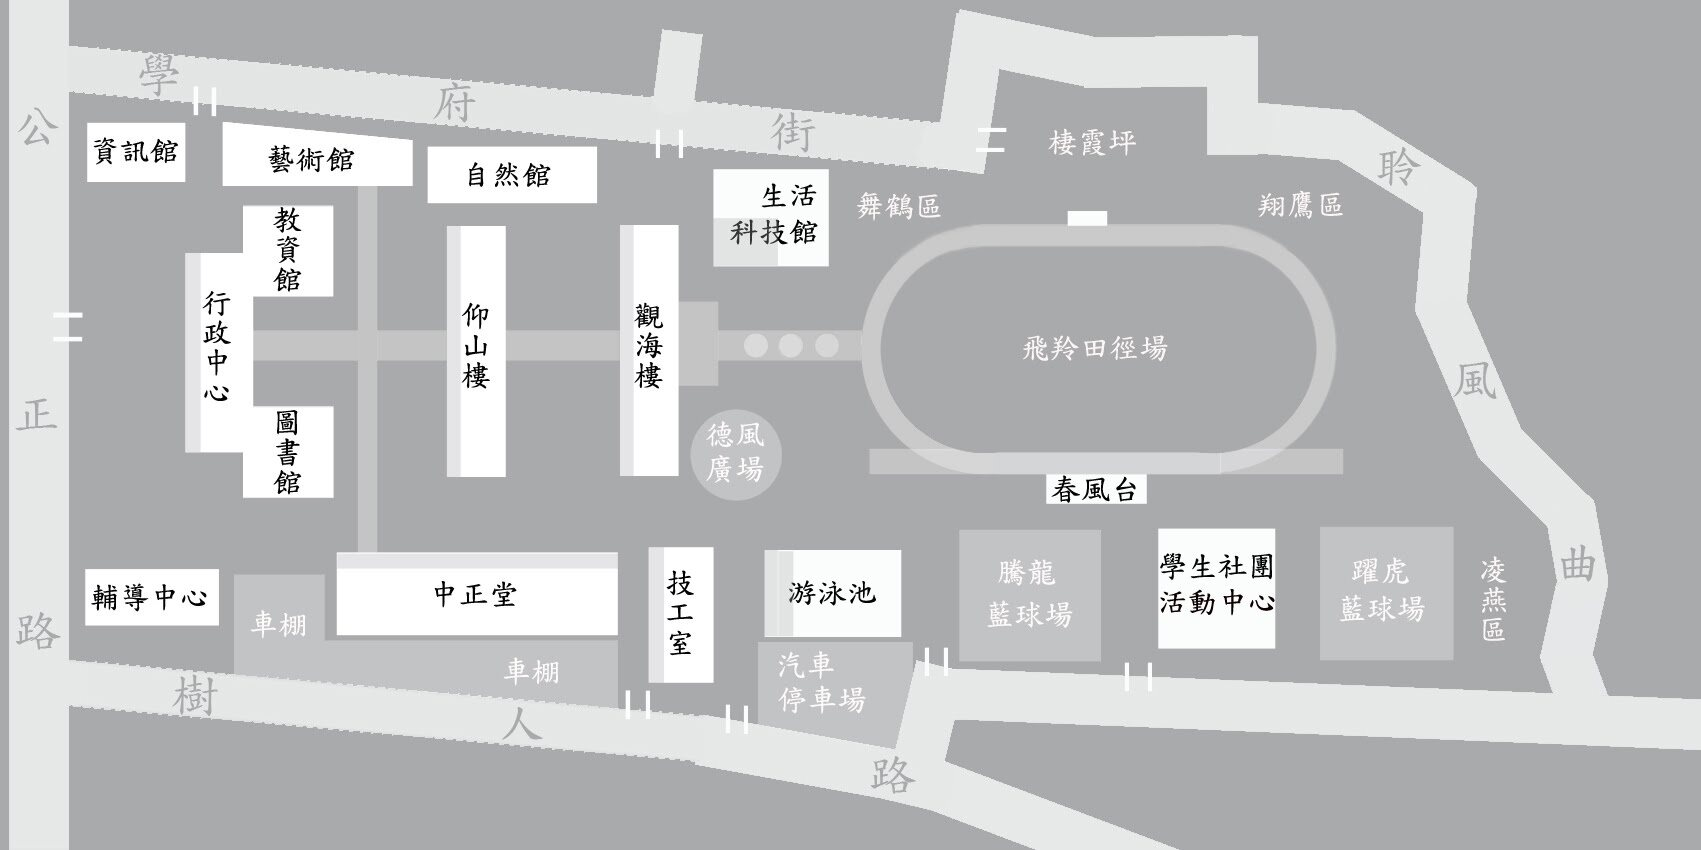 學府街
公正路
樹人路
聆風曲
資訊館
藝術館
自然館
生活
科技館
棲霞坪
舞鶴區
翔鷹區
教資館
行政中心
圖書館
仰山樓
觀海樓
飛羚田徑場
德風
廣場
春風台
輔導中心
車棚
中正堂
車棚
技工室
游泳池
汽車
停車場
騰龍
藍球場
學生社團
活動中心
躍虎
藍球場
凌燕區